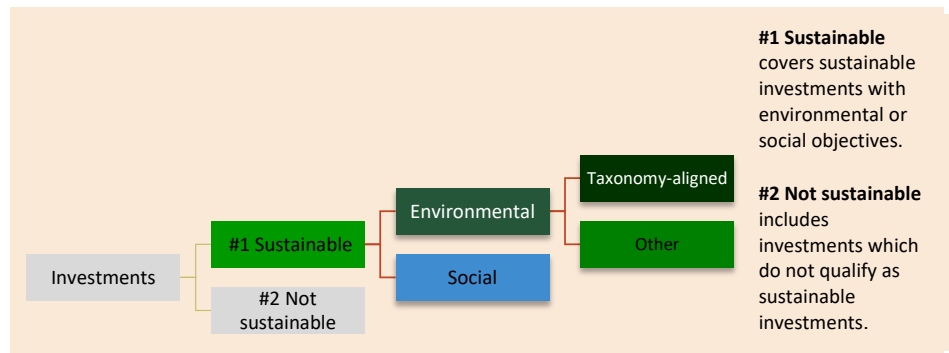 Investments
#1 Sustainable
#2 Not
sustainable
Environmental
Social
Taxonomy-aligned
Other
#1 Sustainable
covers sustainable
investments with
environmental or
social objectives.
#2 Not sustainable
includes
investments which
do not qualify as
sustainable
investments.